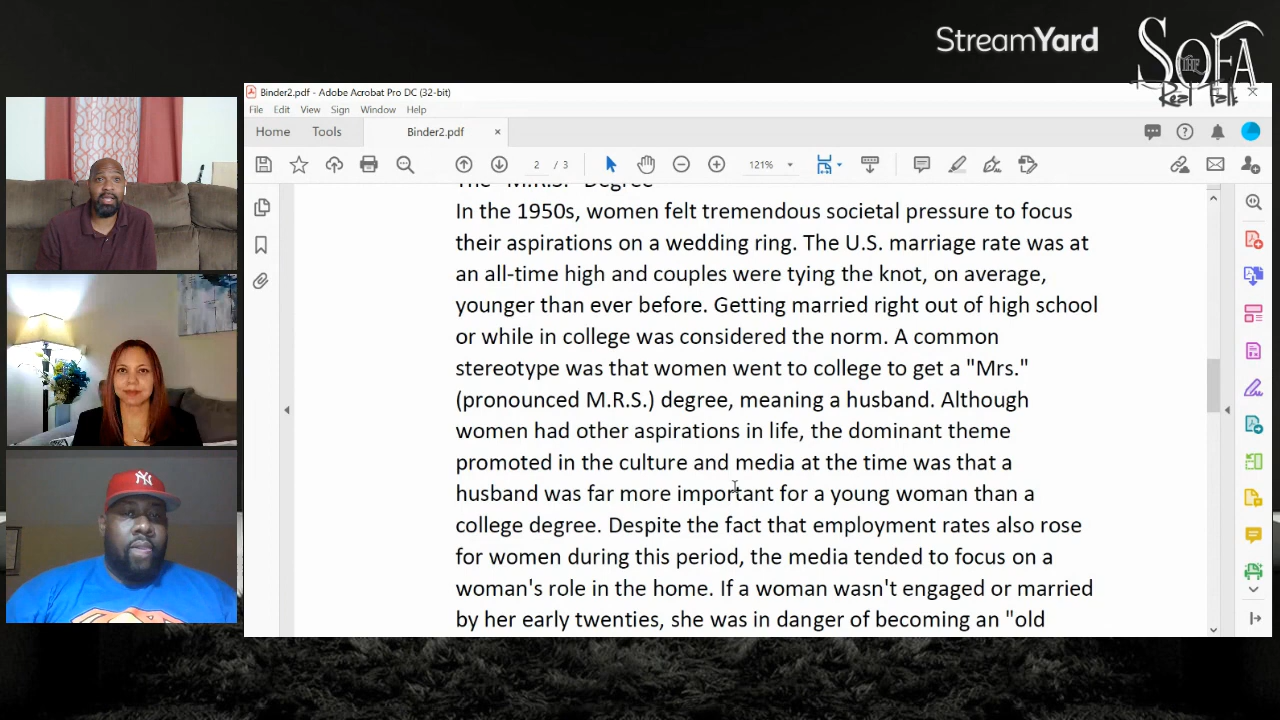 StreamYard
SOFA
THE
Real Talk
Binder2.pdf - Adobe Acrobat Pro DC (32-bit)
File Edit View Sign Window Help
Home Tools Binder2.pdf ×
2 / 3 121%
The "M.R.S." Degree
In the 1950s, women felt tremendous societal pressure to focus
their aspirations on a wedding ring. The U.S. marriage rate was at
an all-time high and couples were tying the knot, on average,
younger than ever before. Getting married right out of high school
or while in college was considered the norm. A common
stereotype was that women went to college to get a "Mrs."
(pronounced M.R.S.) degree, meaning a husband. Although
women had other aspirations in life, the dominant theme
promoted in the culture and media at the time was that a
husband was far more important for a young woman than a
college degree. Despite the fact that employment rates also rose
for women during this period, the media tended to focus on a
woman's role in the home. If a woman wasn't engaged or married
by her early twenties, she was in danger of becoming an "old
NY